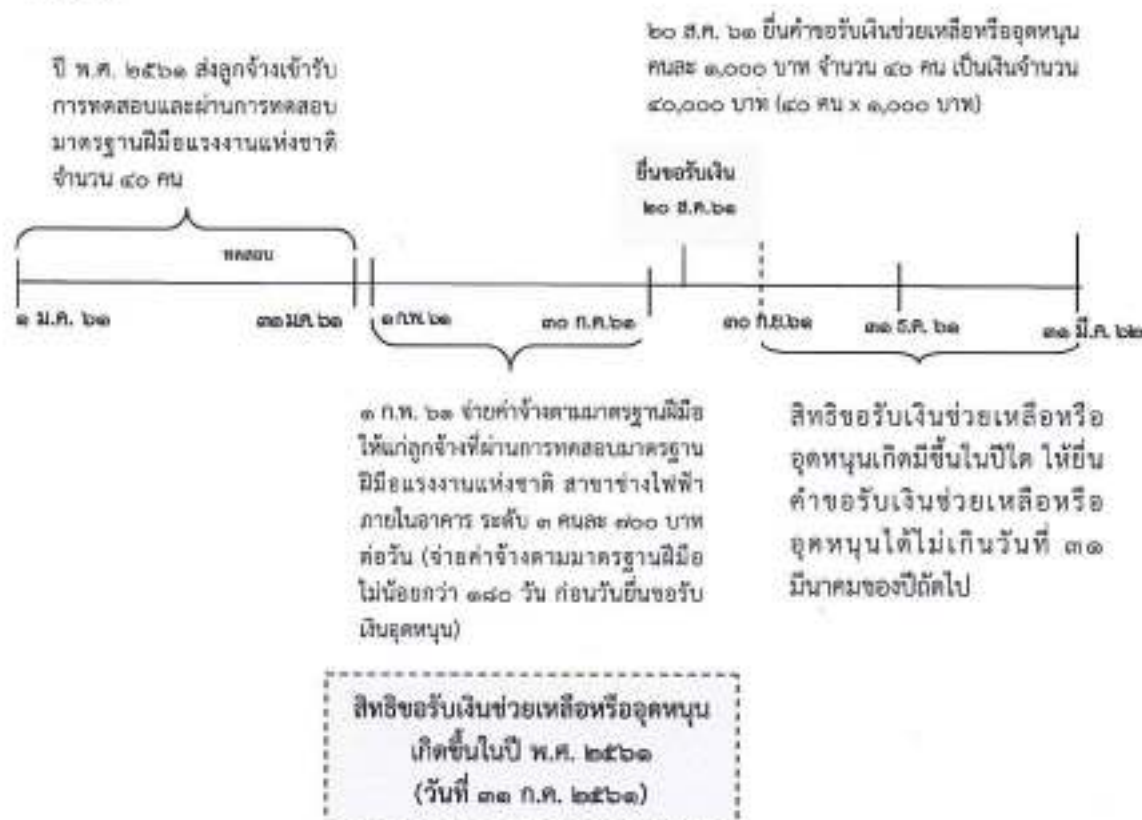 ปี พ.ศ. ๒๕๖๑ ส่งลูกจ้างเข้ารับ
การทดสอบและผ่านการทดสอบ
มาตรฐานฝีมือแรงงานแห่งชาติ
จำนวน ๔๐ คน
๒๐ ส.ค. ๖๑ ยื่นคำขอรับเงินช่วยเหลือหรืออุดหนุน
คนละ ๑,๐๐๐ บาท จำนวน ๔๐ คน เป็นเงินจำนวน
๔๐,๐๐๐ บาท (๔๐ คน x ๑,๐๐๐ บาท)
ยื่นขอรับเงิน
๒๐ ส.ค.๖๑
ทดสอบ
๑ ม.ค. ๖๑
๓๑ ม.ค. ๖๑
๑ ก.พ. ๖๑
๓๐ ก.ค.๖๑
๓๐ ก.ย.๖๑
๓๑ ธ.ค. ๖๑
๓๑ มี.ค. ๖๒
๑ ก.พ. ๖๑ จ่ายค่าจ้างตามมาตรฐานฝีมือ
ให้แก่ลูกจ้างที่ผ่านการทดสอบมาตรฐาน
ฝีมือแรงงานแห่งชาติ สาขาช่างไฟฟ้า
ภายในอาคาร ระดับ ๓ คนละ ๗๐๐ บาท
ต่อวัน (จ่ายค่าจ้างตามมาตรฐานฝีมือ
ไม่น้อยกว่า ๑๘๐ วัน ก่อนวันยื่นขอรับ
เงินอุดหนุน)
สิทธิขอรับเงินช่วยเหลือหรือ
อุดหนุนเกิดมีขึ้นในปีใด ให้ยื่น
คำขอรับเงินช่วยเหลือหรือ
อุดหนุนได้ไม่เกินวันที่ ๓๑
มีนาคมของปีถัดไป
สิทธิขอรับเงินช่วยเหลือหรืออุดหนุน
เกิดขึ้นในปี พ.ศ. ๒๕๖๑
(วันที่ ๓๑ ก.ค. ๒๕๖๑)